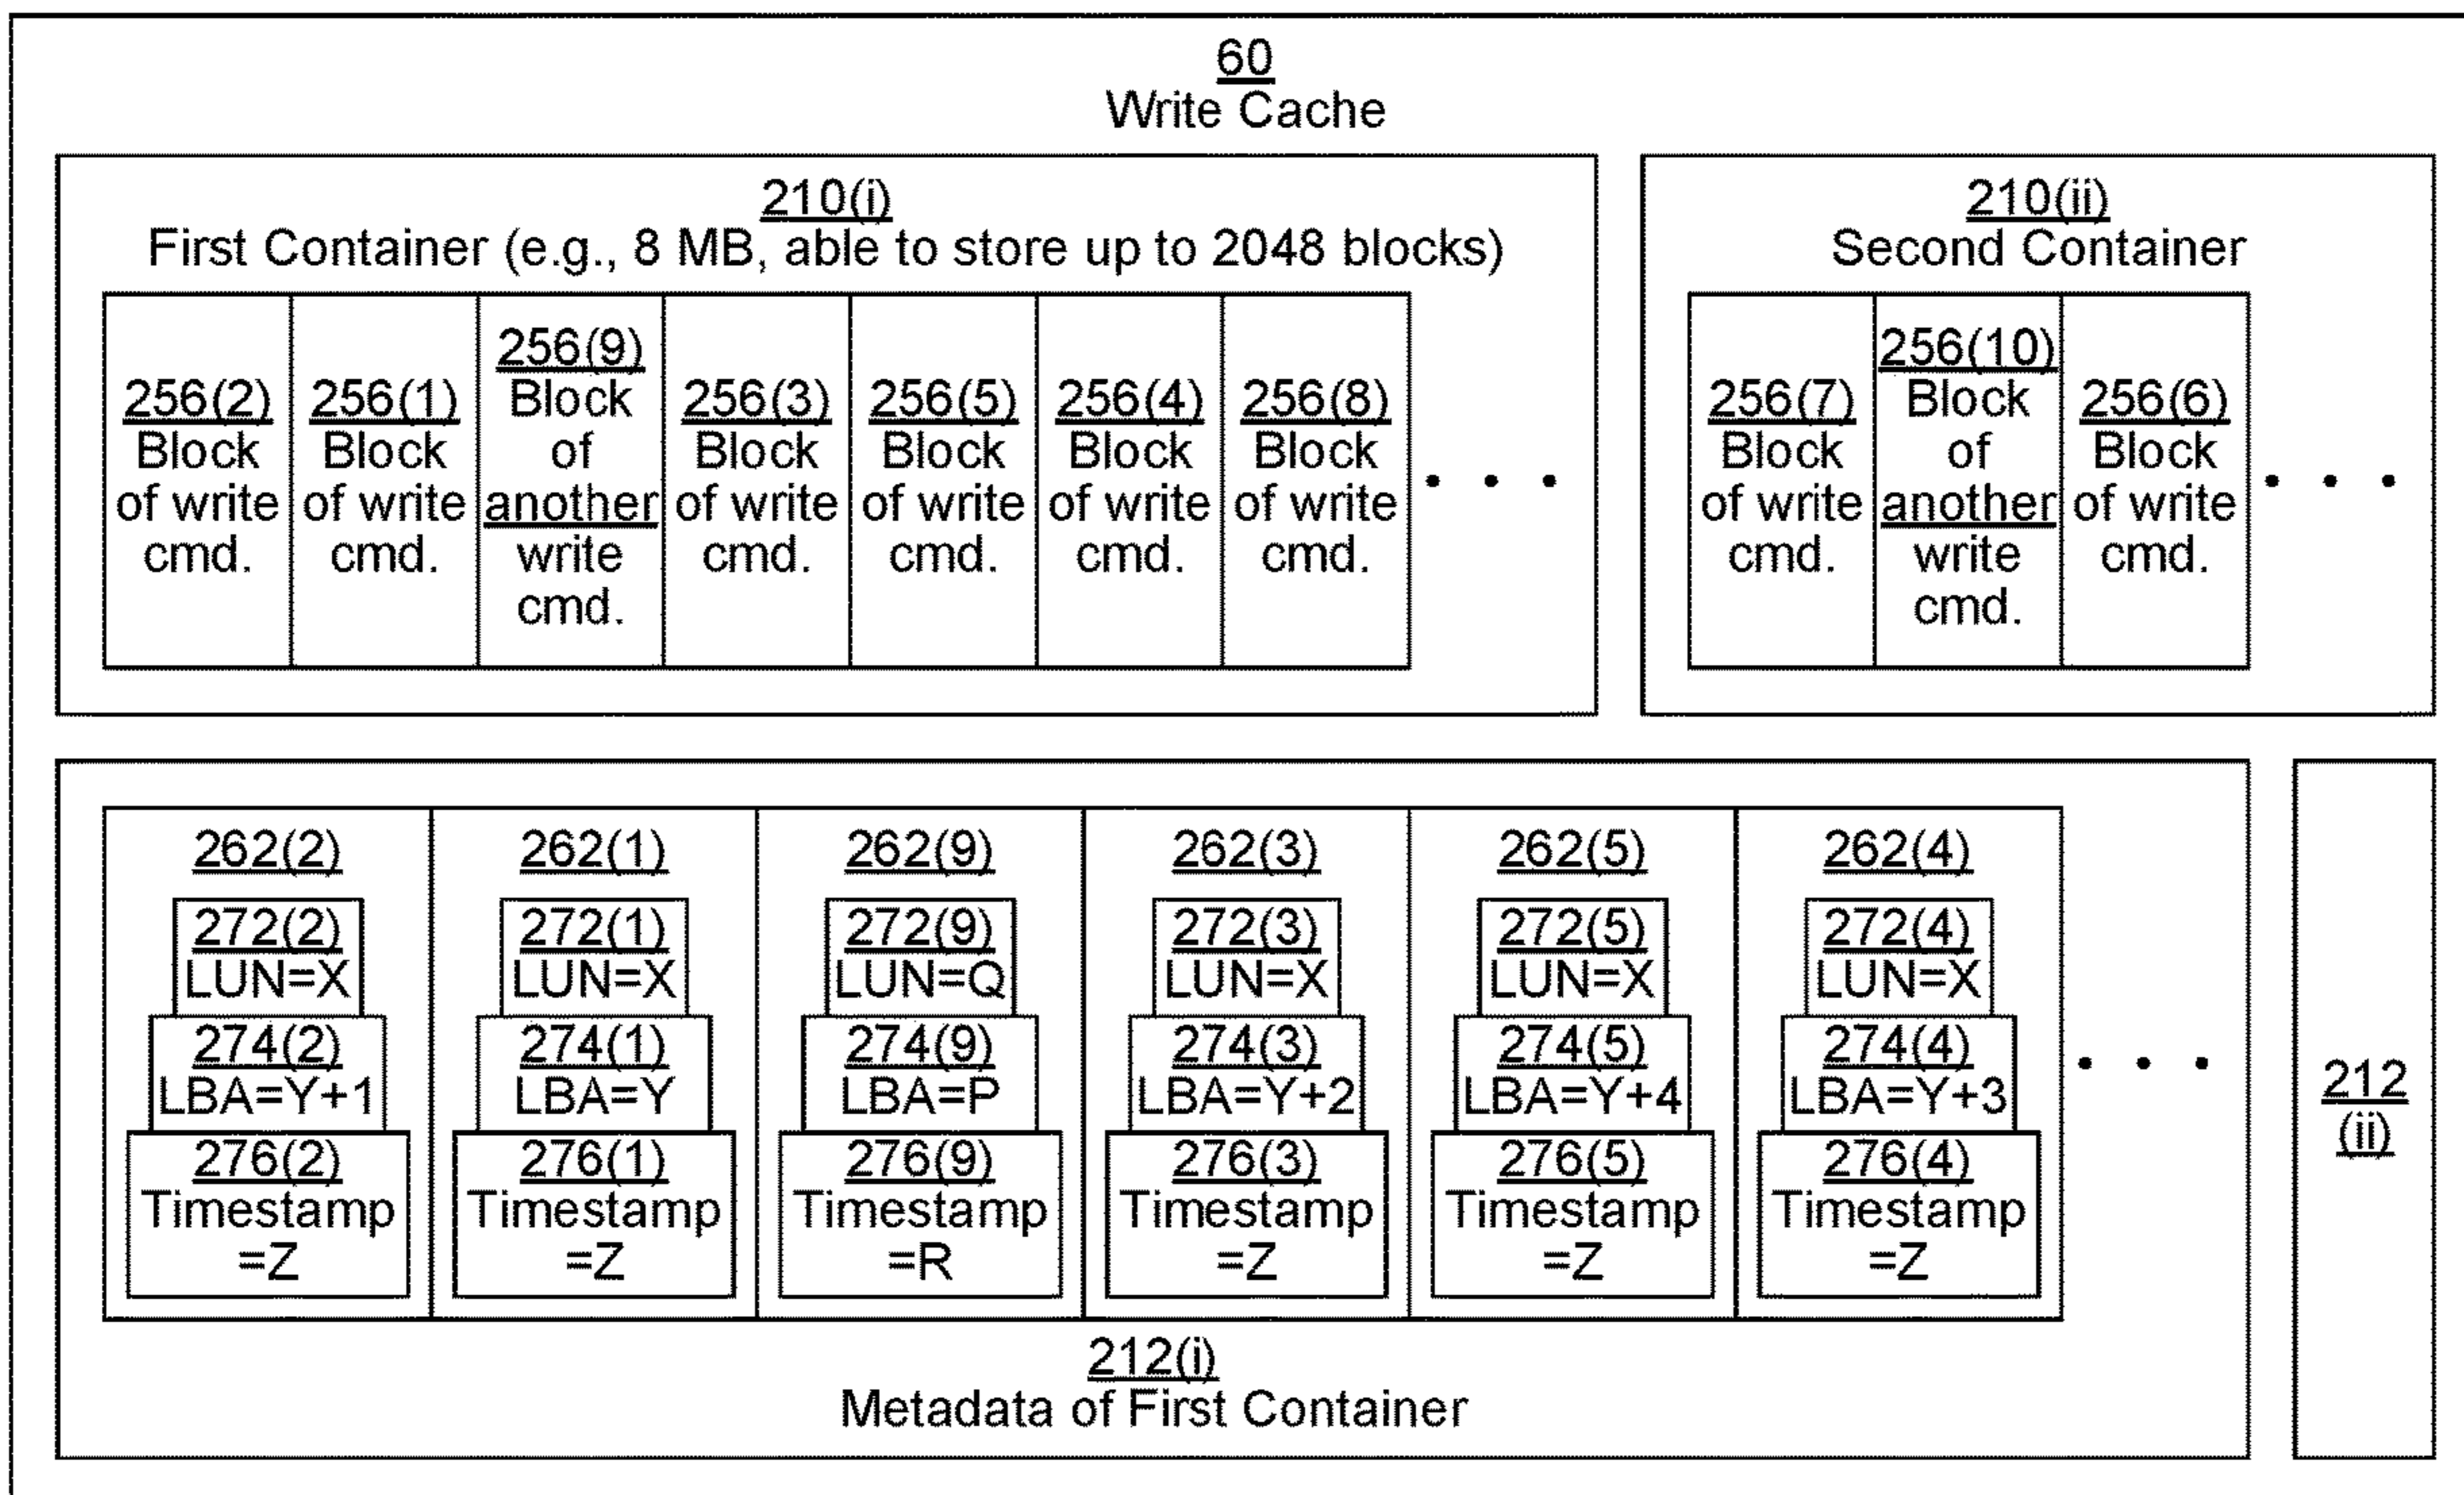 60
Write Cache
210(i)
First Container (e.g., 8 MB, able to store up to 2048 blocks)
256(2)
Block
of write
cmd.
256(1)
Block
of write
cmd.
256(9)
Block
of
another
write
cmd.
256(3)
Block
of write
cmd.
256(5)
Block
of write
cmd.
256(4)
Block
of write
cmd.
256(8)
Block
of write
cmd.
• • •
210(ii)
Second Container
256(7)
Block
of write
cmd.
256(10)
Block
of
another
write
cmd.
256(6)
Block
of write
cmd.
• • •
262(2)
272(2)
LUN=X
274(2)
LBA=Y+1
276(2)
Timestamp
=Z
262(1)
272(1)
LUN=X
274(1)
LBA=Y
276(1)
Timestamp
=Z
262(9)
272(9)
LUN=Q
274(9)
LBA=P
276(9)
Timestamp
=R
262(3)
272(3)
LUN=X
274(3)
LBA=Y+2
276(3)
Timestamp
=Z
262(5)
272(5)
LUN=X
274(5)
LBA=Y+4
276(5)
Timestamp
=Z
262(4)
272(4)
LUN=X
274(4)
LBA=Y+3
276(4)
Timestamp
=Z
• • •
212(i)
Metadata of First Container
212
(ii)